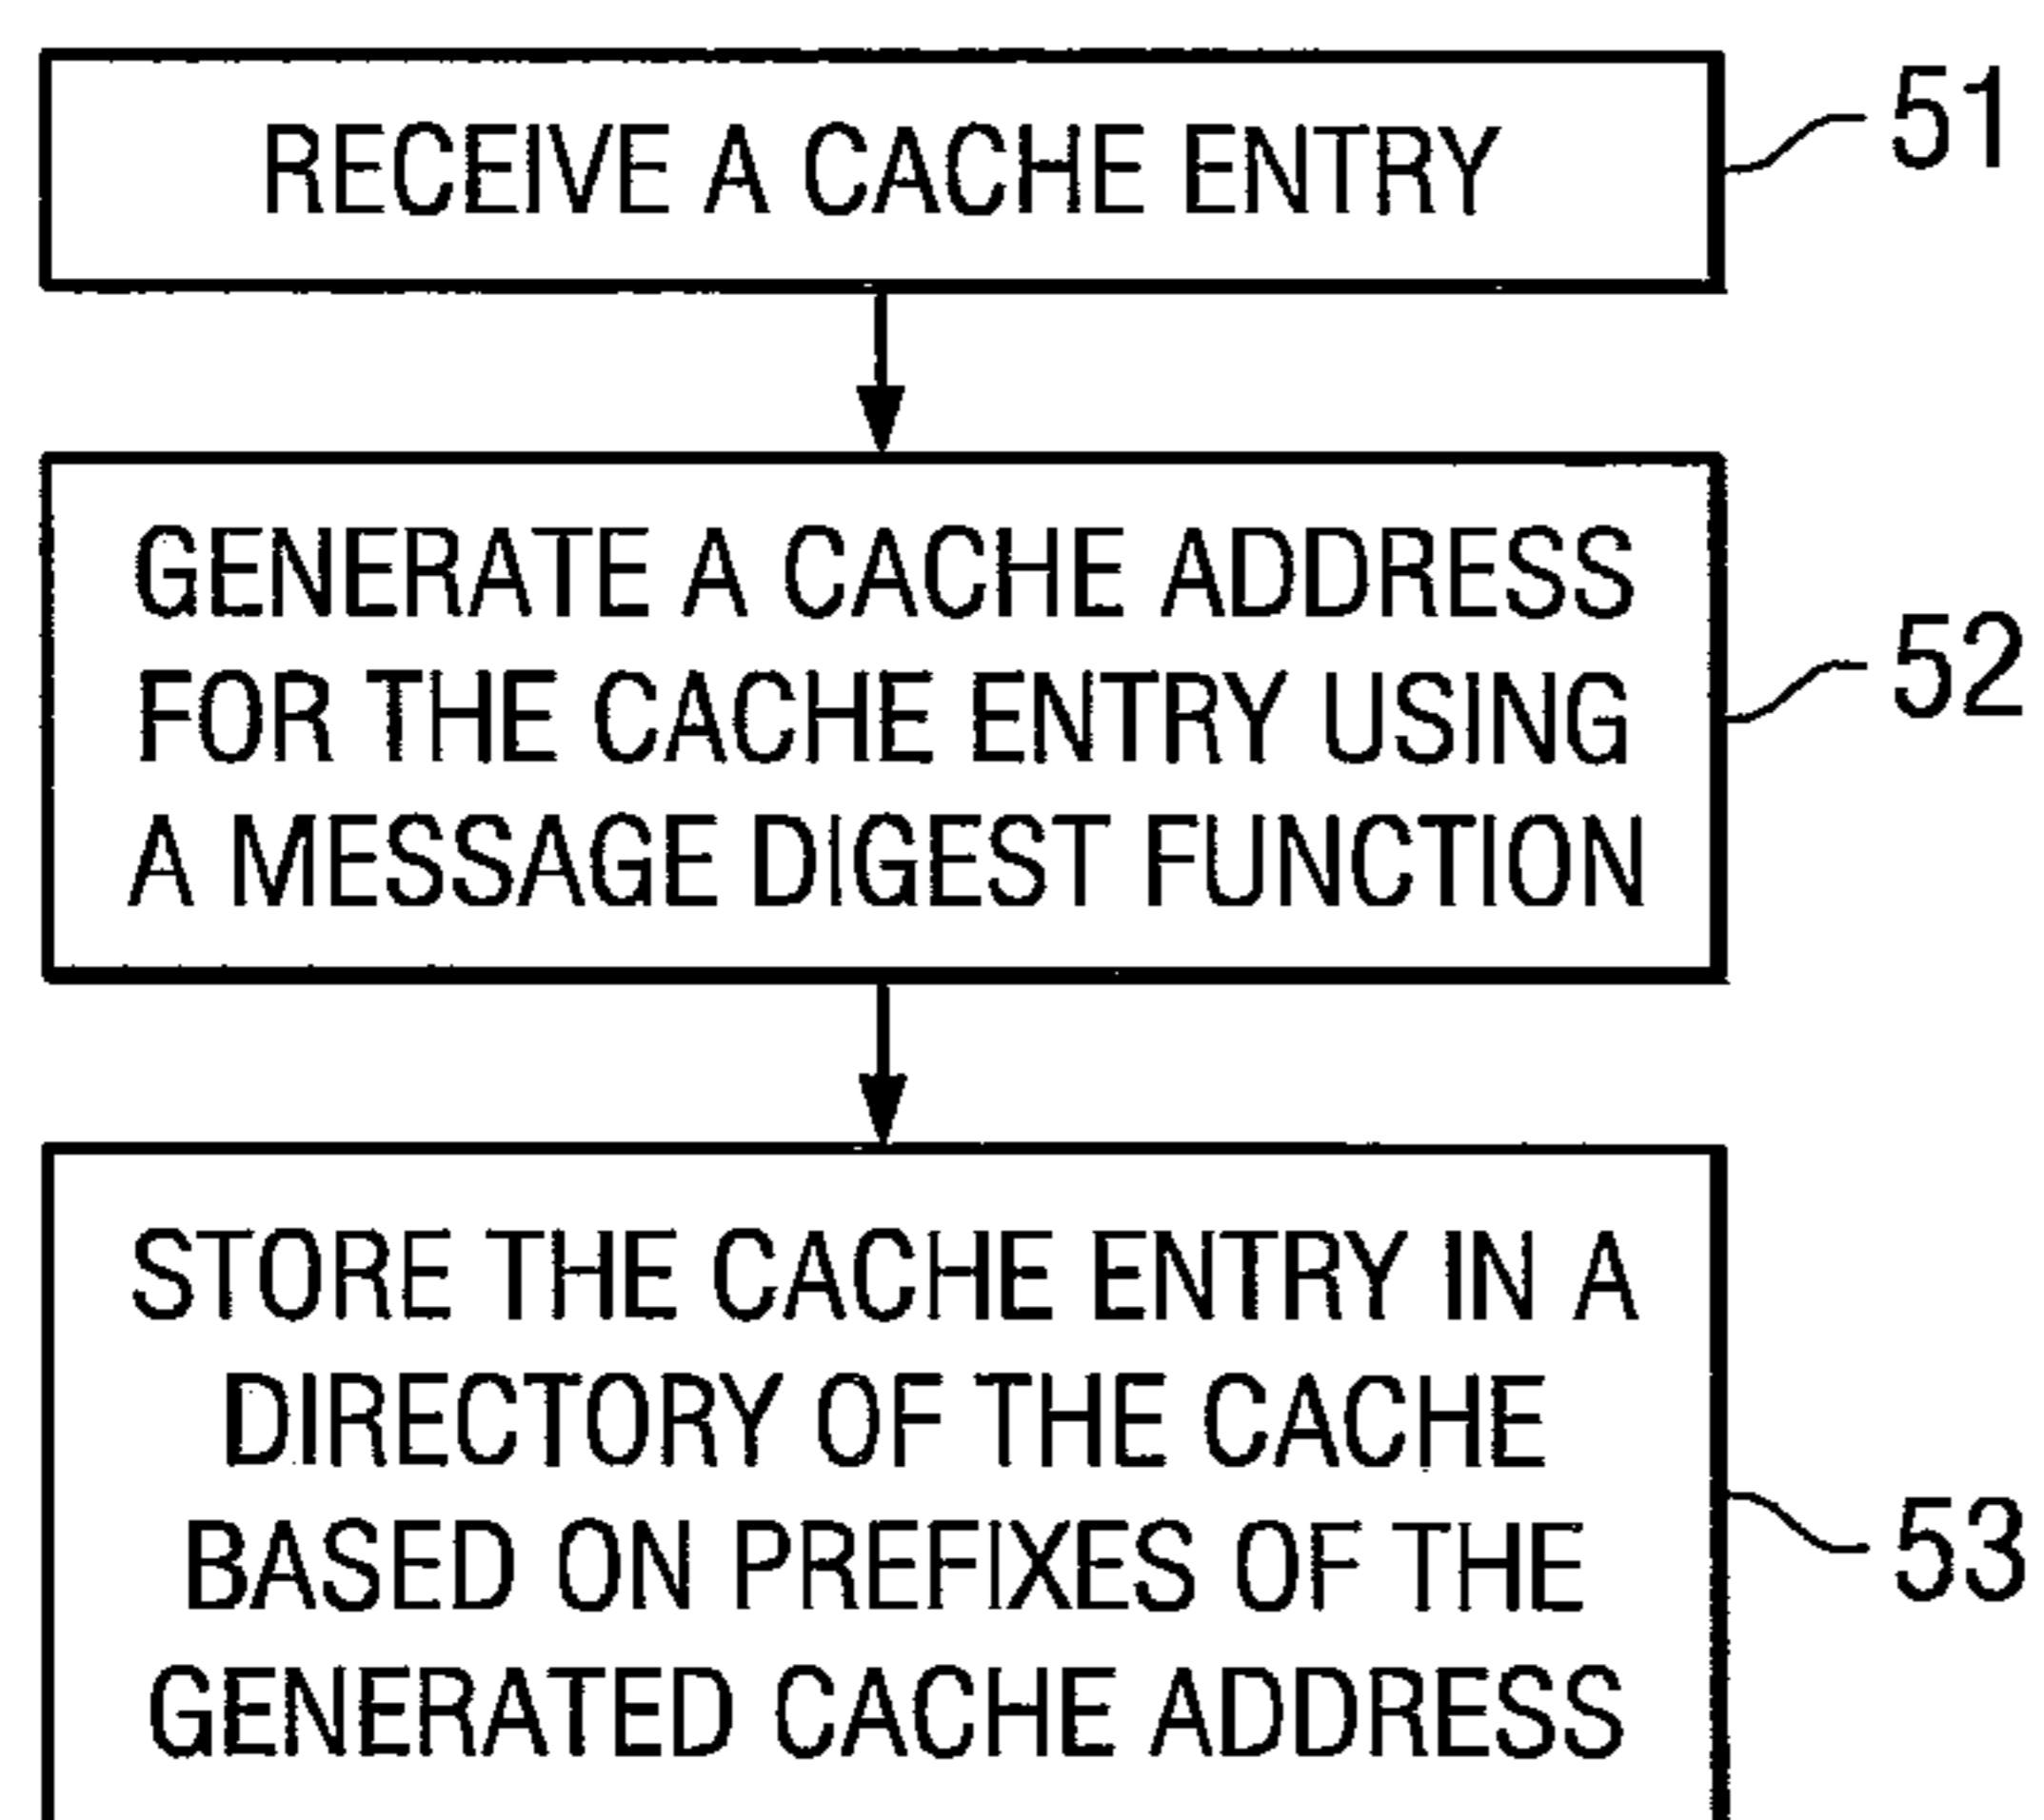 RECEIVE A CACHE ENTRY
51
GENERATE A CACHE ADDRESS
FOR THE CACHE ENTRY USING
A MESSAGE DIGEST FUNCTION
52
STORE THE CACHE ENTRY IN A
DIRECTORY OF THE CACHE
BASED ON PREFIXES OF THE
GENERATED CACHE ADDRESS
53